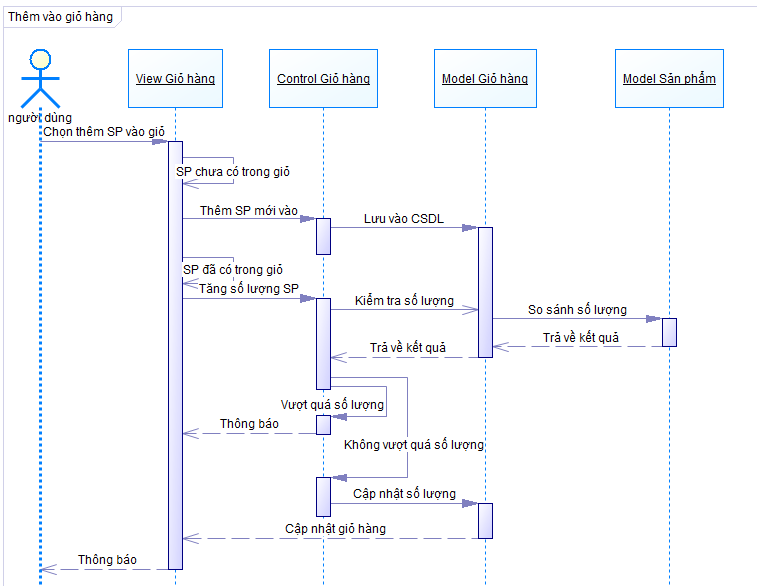 Thêm vào giỏ hàng
View Giỏ hàng
Control Giỏ hàng
Model Giỏ hàng
Model Sản phẩm
người dùng
Chọn thêm SP vào giỏ
SP chưa có trong giỏ
Thêm SP mới vào
Lưu vào CSDL
SP đã có trong giỏ
Tăng số lượng SP
Kiểm tra số lượng
So sánh số lượng
Trả về kết quả
Trả về kết quả
Vượt quá số lượng
Thông báo
Không vượt quá số lượng
Cập nhật số lượng
Cập nhật giỏ hàng
Thông báo